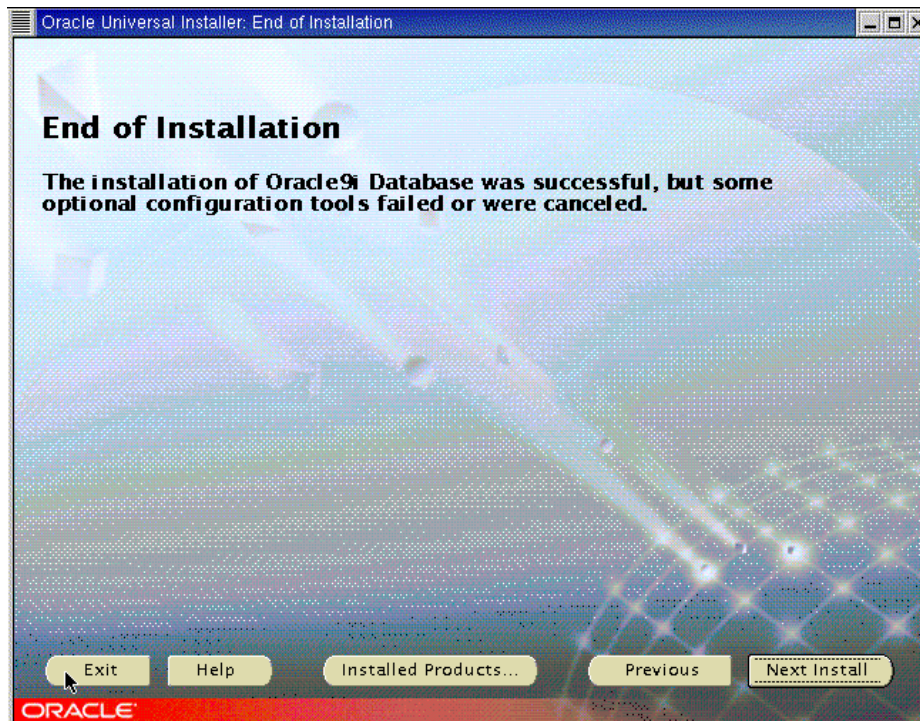 Oracle Universal Installer: End of Installation
End of Installation
The installation of Oracle9i Database was successful, but some
optional configuration tools failed or were canceled.
Exit
Help
Installed Products...
Previous
Next Install
ORACLE